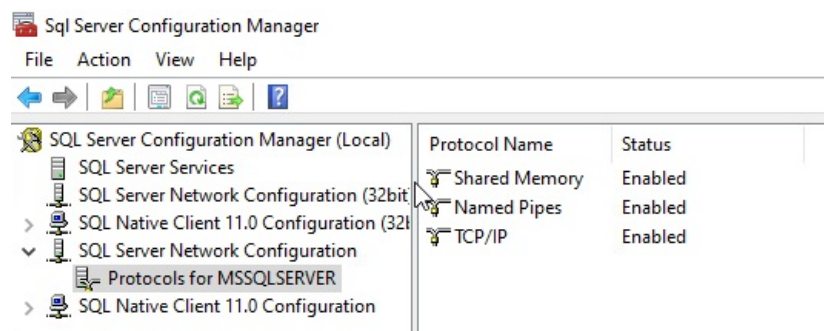 Sql Server Configuration Manager
File Action View Help
SQL Server Configuration Manager (Local)
SQL Server Services
SQL Server Network Configuration (32bit
SQL Native Client 11.0 Configuration (32b
SQL Server Network Configuration
Protocols for MSSQLSERVER
SQL Native Client 11.0 Configuration
Protocol Name Status
Shared Memory Enabled
Named Pipes Enabled
TCP/IP Enabled